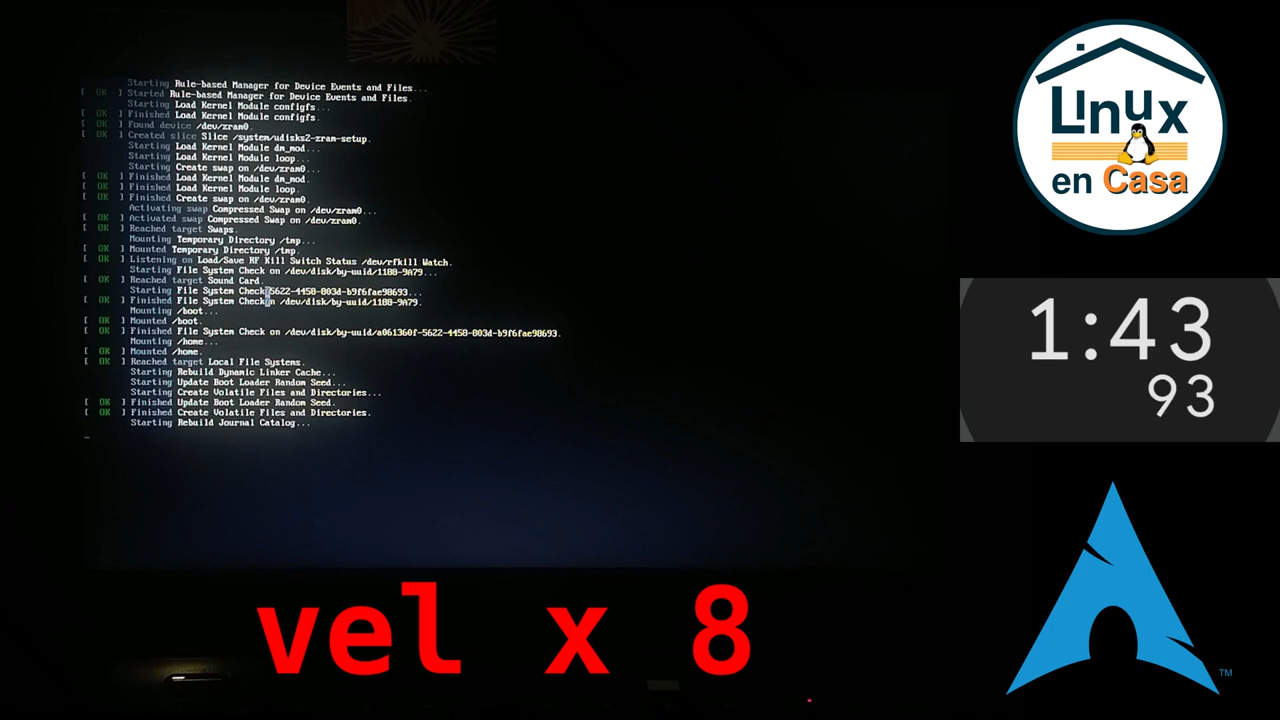 Starting Rule-based Manager for Device Events and Files...
[ OK ] Started Rule-based Manager for Device Events and Files.
Starting Load Kernel Module configfs...
[ OK ] Finished Load Kernel Module configfs.
[ OK ] Found device /dev/zram0.
[ OK ] Created slice Slice /system/udisks2-zram-setup.
Starting Load Kernel Module dm_mod...
Starting Load Kernel Module loop...
Starting Create swap on /dev/zram0...
[ OK ] Finished Load Kernel Module dm_mod.
[ OK ] Finished Load Kernel Module loop.
[ OK ] Finished Create swap on /dev/zram0.
Activating swap Compressed Swap on /dev/zram0...
[ OK ] Activated swap Compressed Swap on /dev/zram0.
[ OK ] Reached target Swaps.
Mounting Temporary Directory /tmp...
[ OK ] Mounted Temporary Directory /tmp.
[ OK ] Listening on Load/Save RF Kill Switch Status /dev/rfkill Watch.
Starting File System Check on /dev/disk/by-uuid/1180-9A79...
[ OK ] Reached target Sound Card.
Starting File System Check 5622-4458-803d-b9f6fae98693...
[ OK ] Finished File System Check on /dev/disk/by-uuid/1180-9A79.
Mounting /boot...
[ OK ] Mounted /boot.
[ OK ] Finished File System Check on /dev/disk/by-uuid/a061360f-5622-4458-803d-b9f6fae98693.
Mounting /home...
[ OK ] Mounted /home.
[ OK ] Reached target Local File Systems.
Starting Rebuild Dynamic Linker Cache...
Starting Update Boot Loader Random Seed...
Starting Create Volatile Files and Directories...
[ OK ] Finished Update Boot Loader Random Seed.
[ OK ] Finished Create Volatile Files and Directories.
Starting Rebuild Journal Catalog...
vel x 8
Linux
en Casa
1:43
93
TM